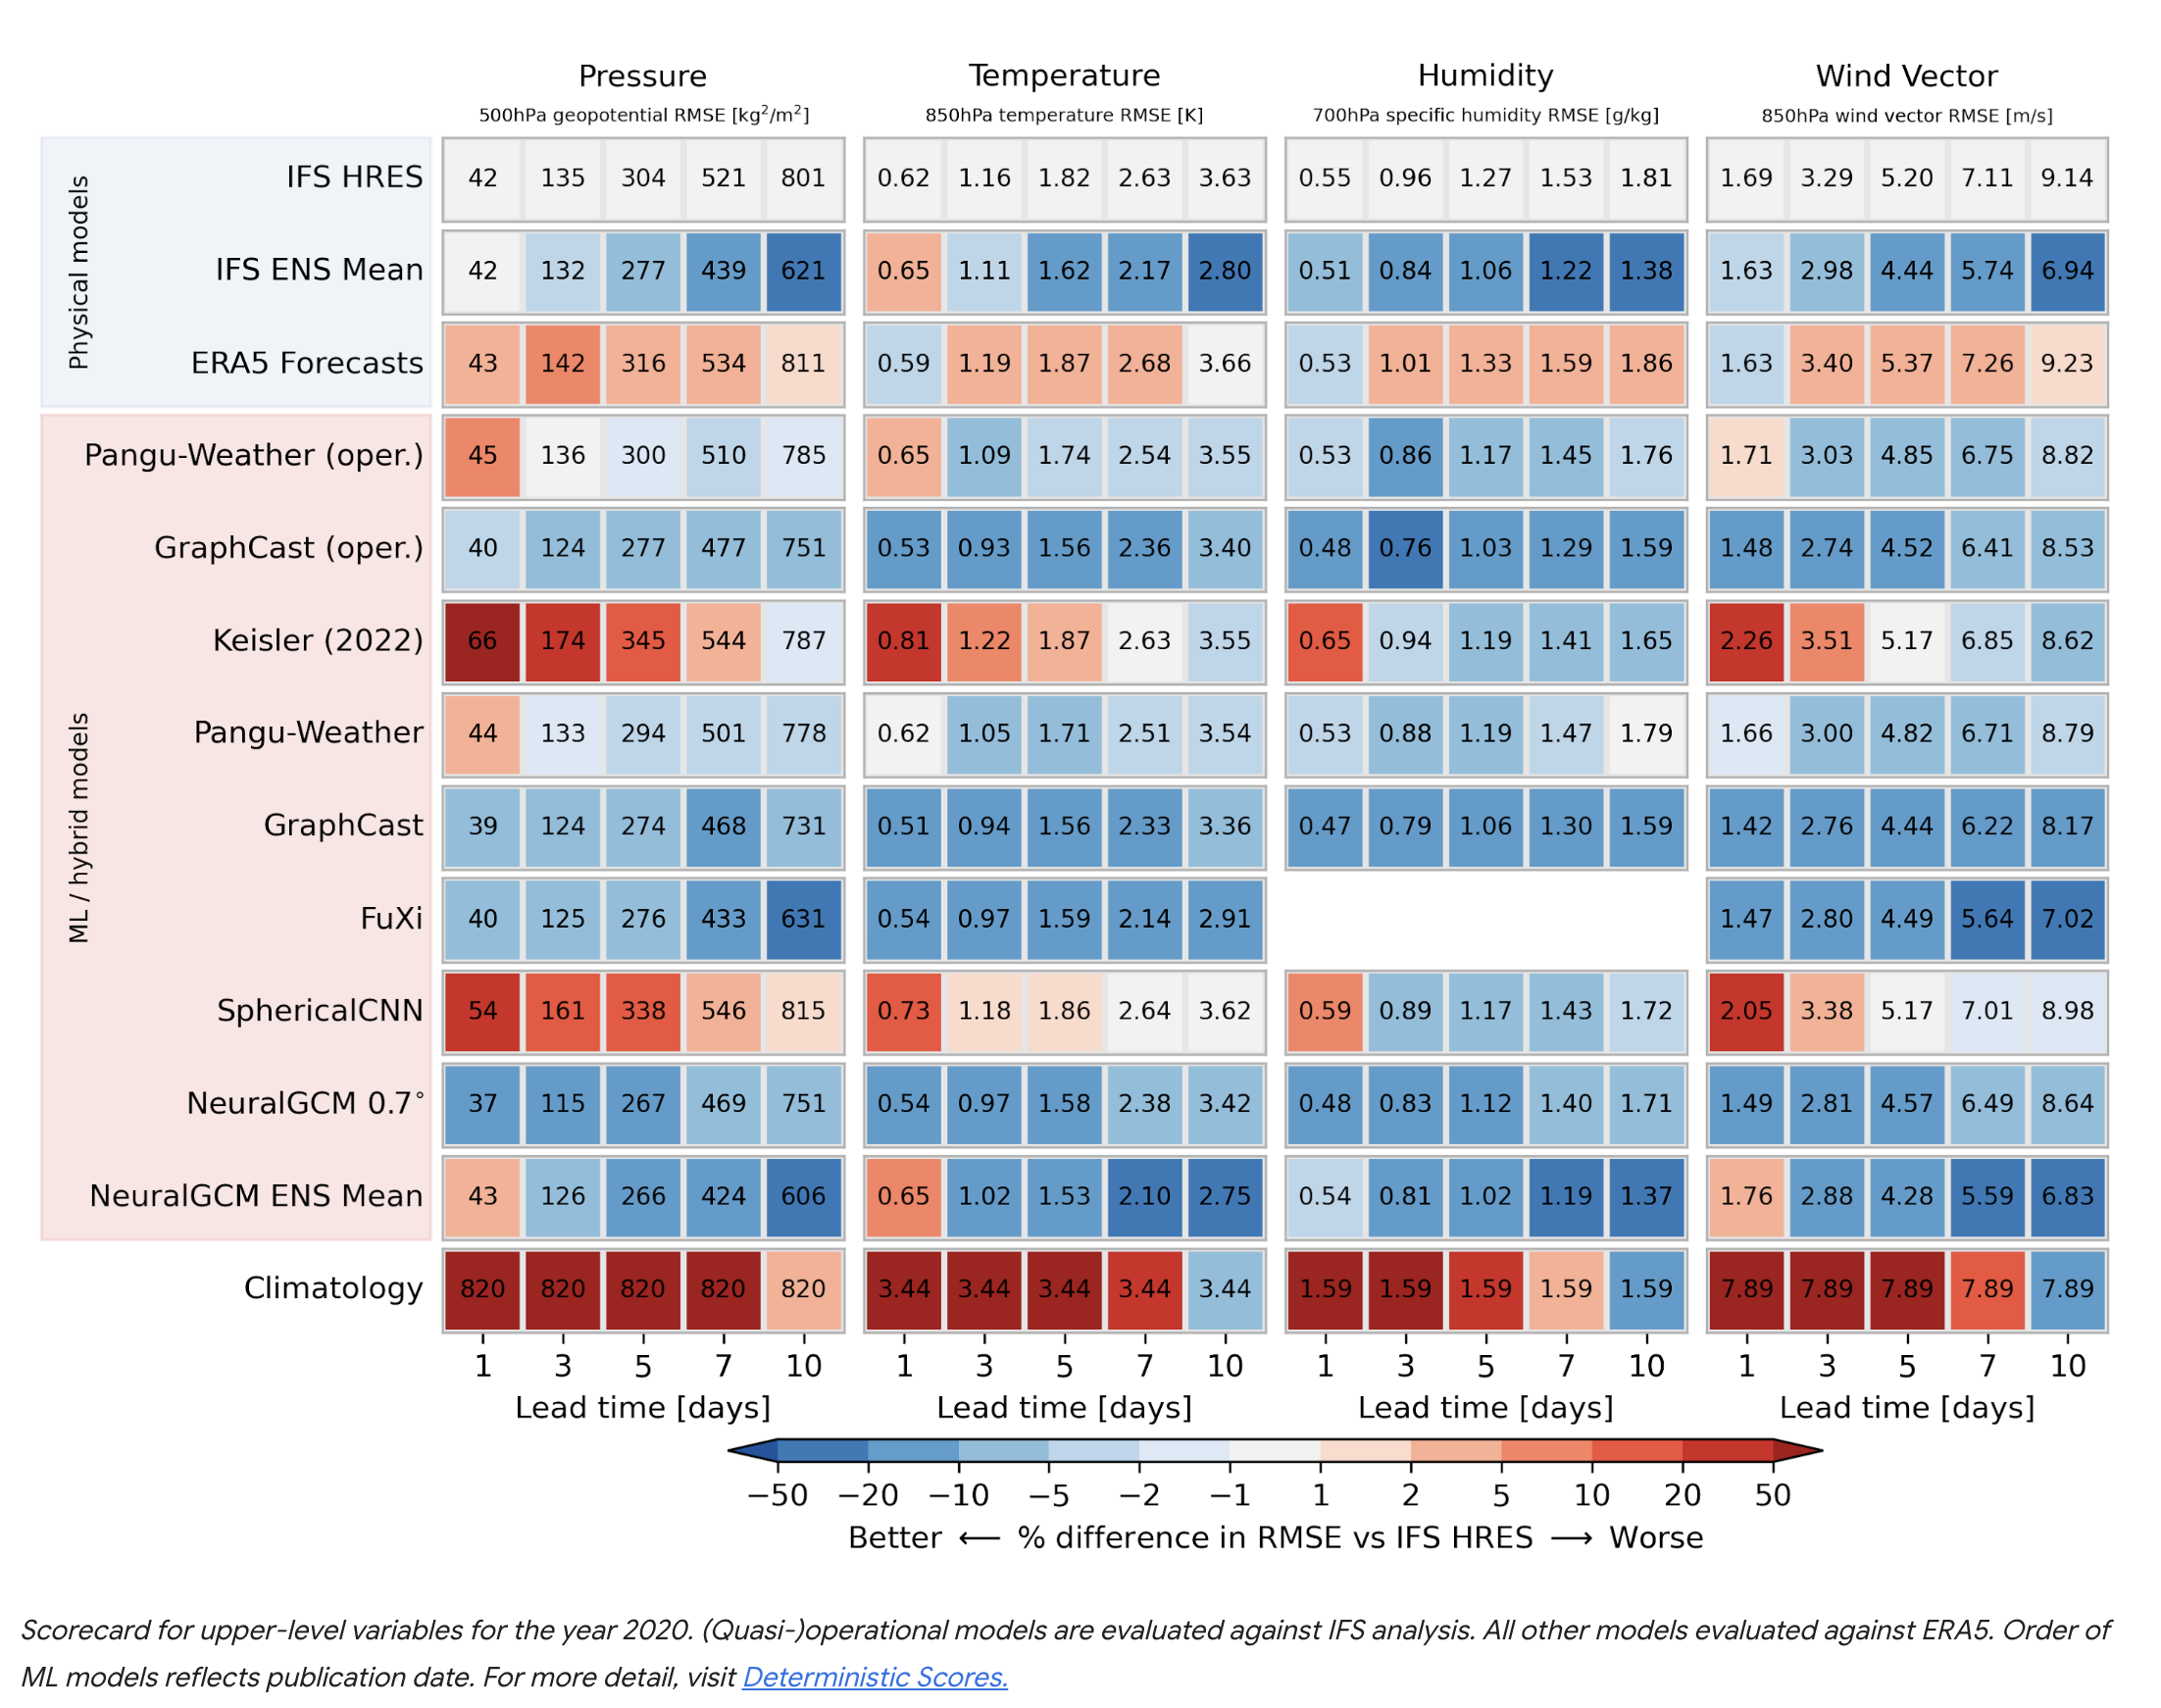 Pressure Temperature Humidity Wind Vector
500hPa geopotential RMSE [kg²/m²] 850hPa temperature RMSE [K] 700hPa specific humidity RMSE [g/kg] 850hPa wind vector RMSE [m/s]
Physical models
IFS HRES 42 135 304 521 801 0.62 1.16 1.82 2.63 3.63 0.55 0.96 1.27 1.53 1.81 1.69 3.29 5.20 7.11 9.14
IFS ENS Mean 42 132 277 439 621 0.65 1.11 1.62 2.17 2.80 0.51 0.84 1.06 1.22 1.38 1.63 2.98 4.44 5.74 6.94
ERA5 Forecasts 43 142 316 534 811 0.59 1.19 1.87 2.68 3.66 0.53 1.01 1.33 1.59 1.86 1.63 3.40 5.37 7.26 9.23
ML / hybrid models
Pangu-Weather (oper.) 45 136 300 510 785 0.65 1.09 1.74 2.54 3.55 0.53 0.86 1.17 1.45 1.76 1.71 3.03 4.85 6.75 8.82
GraphCast (oper.) 40 124 277 477 751 0.53 0.93 1.56 2.36 3.40 0.48 0.76 1.03 1.29 1.59 1.48 2.74 4.52 6.41 8.53
Keisler (2022) 66 174 345 544 787 0.81 1.22 1.87 2.63 3.55 0.65 0.94 1.19 1.41 1.65 2.26 3.51 5.17 6.85 8.62
Pangu-Weather 44 133 294 501 778 0.62 1.05 1.71 2.51 3.54 0.53 0.88 1.19 1.47 1.79 1.66 3.00 4.82 6.71 8.79
GraphCast 39 124 274 468 731 0.51 0.94 1.56 2.33 3.36 0.47 0.79 1.06 1.30 1.59 1.42 2.76 4.44 6.22 8.17
FuXi 40 125 276 433 631 0.54 0.97 1.59 2.14 2.91 1.47 2.80 4.49 5.64 7.02
SphericalCNN 54 161 338 546 815 0.73 1.18 1.86 2.64 3.62 0.59 0.89 1.17 1.43 1.72 2.05 3.38 5.17 7.01 8.98
NeuralGCM 0.7° 37 115 267 469 751 0.54 0.97 1.58 2.38 3.42 0.48 0.83 1.12 1.40 1.71 1.49 2.81 4.57 6.49 8.64
NeuralGCM ENS Mean 43 126 266 424 606 0.65 1.02 1.53 2.10 2.75 0.54 0.81 1.02 1.19 1.37 1.76 2.88 4.28 5.59 6.83
Climatology 820 820 820 820 820 3.44 3.44 3.44 3.44 3.44 1.59 1.59 1.59 1.59 1.59 7.89 7.89 7.89 7.89 7.89
1 3 5 7 10 1 3 5 7 10 1 3 5 7 10 1 3 5 7 10
Lead time [days] Lead time [days] Lead time [days] Lead time [days]
−50 −20 −10 −5 −2 −1 1 2 5 10 20 50
Better ⟵ % difference in RMSE vs IFS HRES ⟶ Worse
Scorecard for upper-level variables for the year 2020. (Quasi-)operational models are evaluated against IFS analysis. All other models evaluated against ERA5. Order of
ML models reflects publication date. For more detail, visit Deterministic Scores.